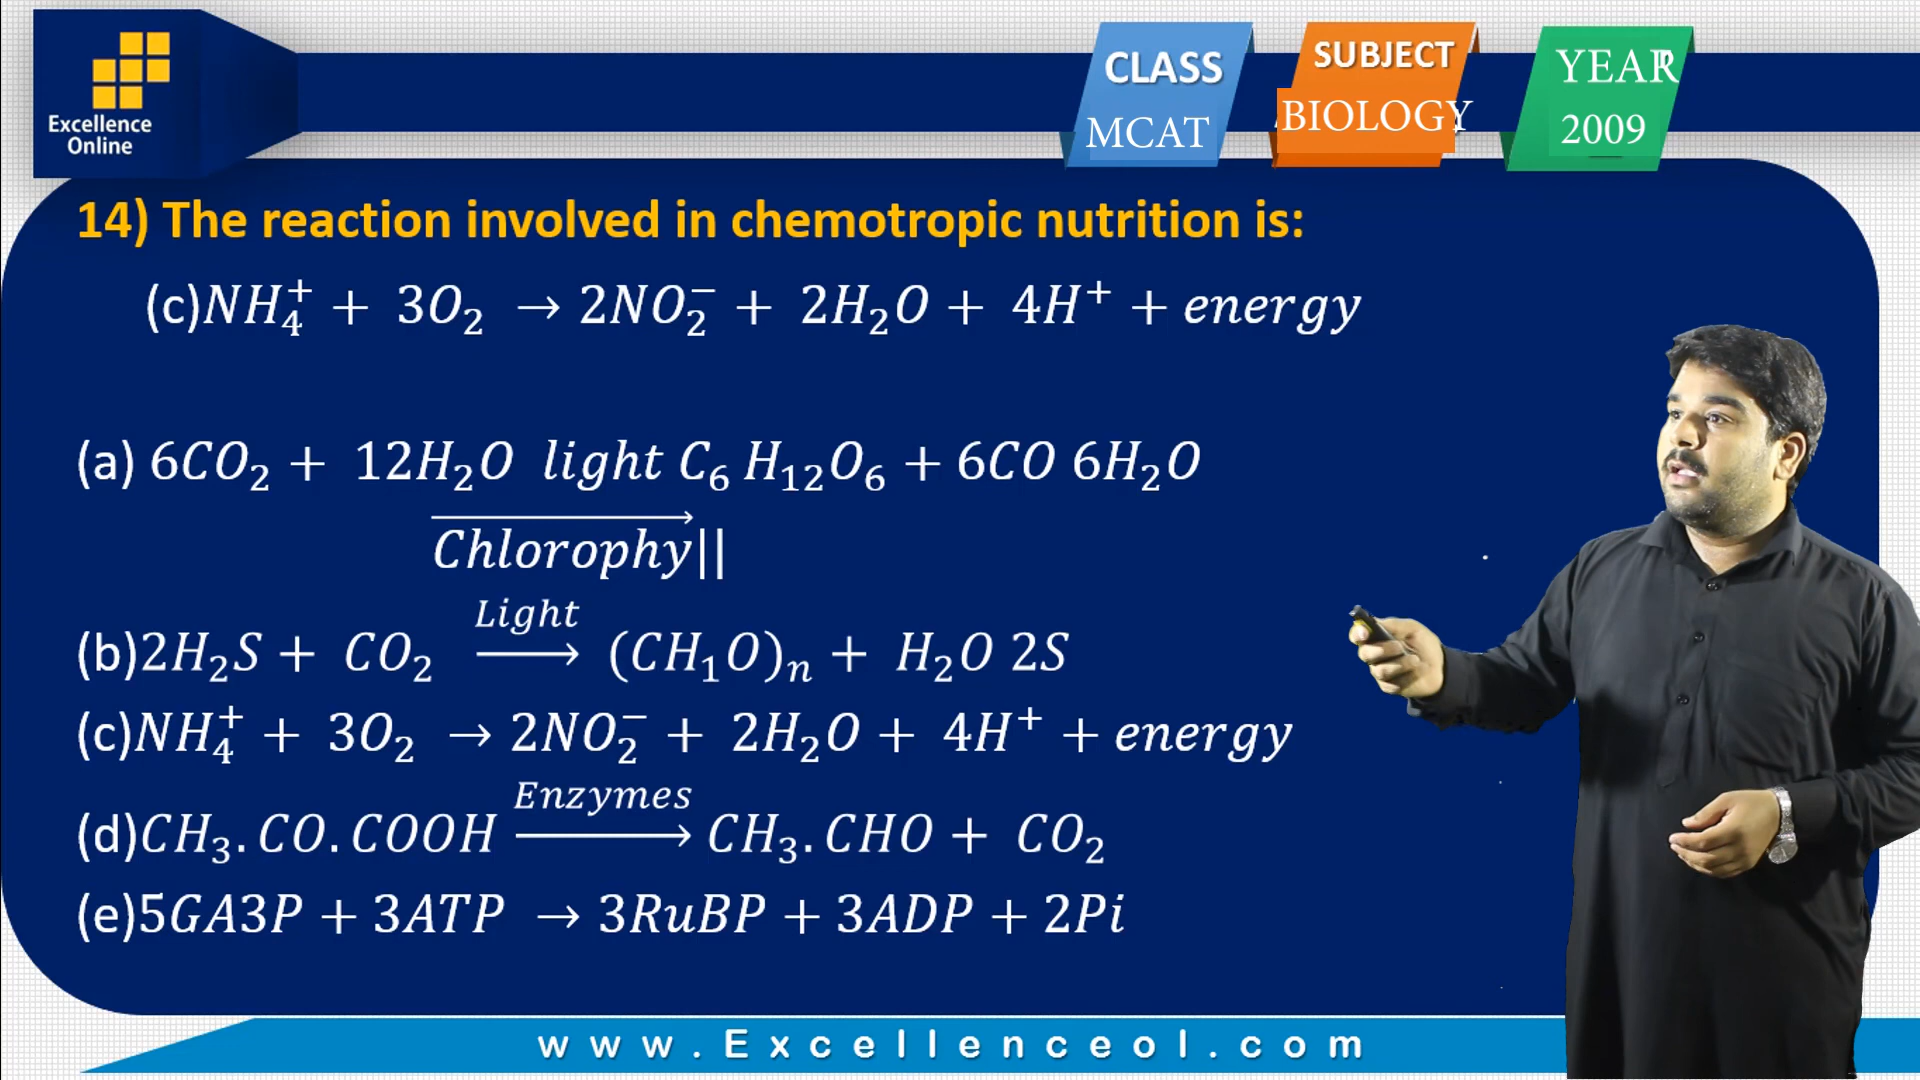 Excellence
Online
CLASS
MCAT
SUBJECT
BIOLOGY
YEAR
2009
14) The reaction involved in chemotropic nutrition is:
(c)NH₄⁺ + 3O₂ → 2NO₂⁻ + 2H₂O + 4H⁺ + energy
(a) 6CO₂ + 12H₂O light C₆ H₁₂O₆ + 6CO 6H₂O
Chlorophy||
Light
(b)2H₂S + CO₂ ⟶ (CH₁O)ₙ + H₂O 2S
(c)NH₄⁺ + 3O₂ → 2NO₂⁻ + 2H₂O + 4H⁺ + energy
Enzymes
(d)CH₃.CO.COOH ⟶ CH₃.CHO + CO₂
(e)5GA3P + 3ATP → 3RuBP + 3ADP + 2Pi
www.Excellenceol.com